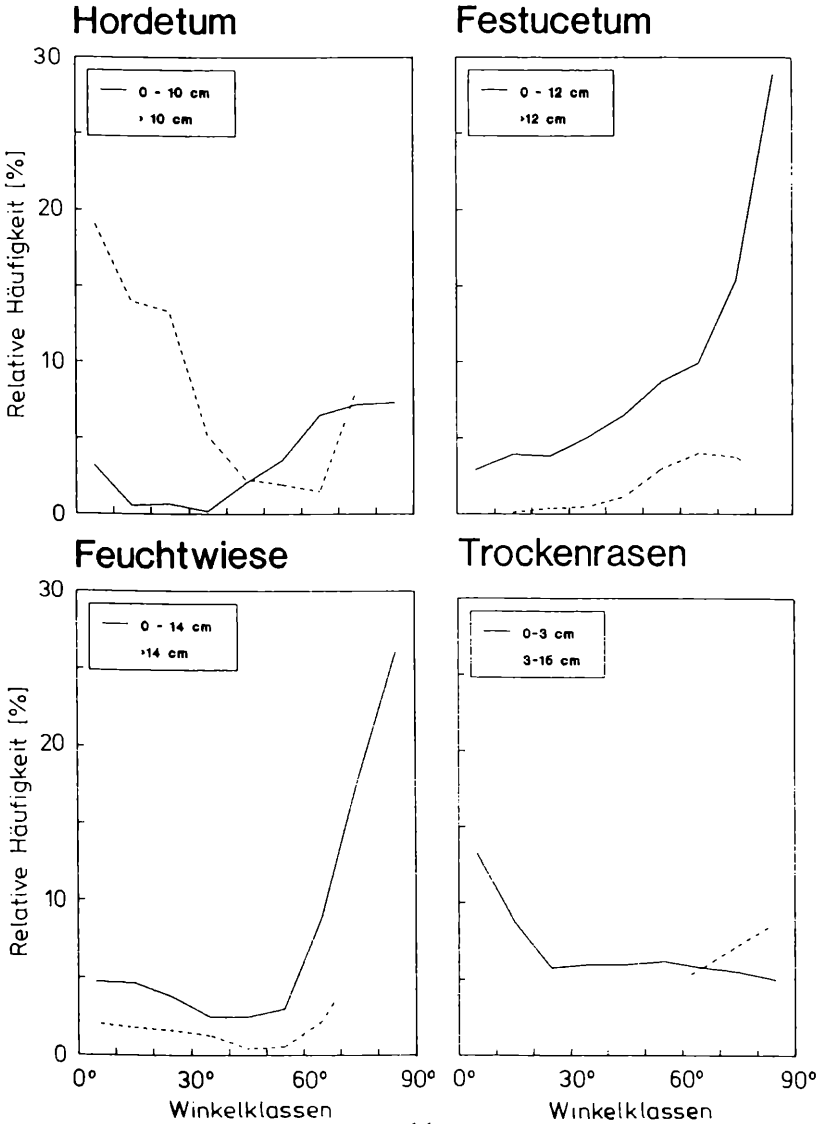 Hordetum
Festucetum
30
0 - 10 cm
> 10 cm
0 - 12 cm
>12 cm
20
10
0
Relative Häufigkeit [%]
Feuchtwiese
Trockenrasen
30
0 - 14 cm
>14 cm
0-3 cm
3-15 cm
20
10
0
Relative Häufigkeit [%]
0° 30° 60° 90°
0° 30° 60° 90°
Winkelklassen
Winkelklassen